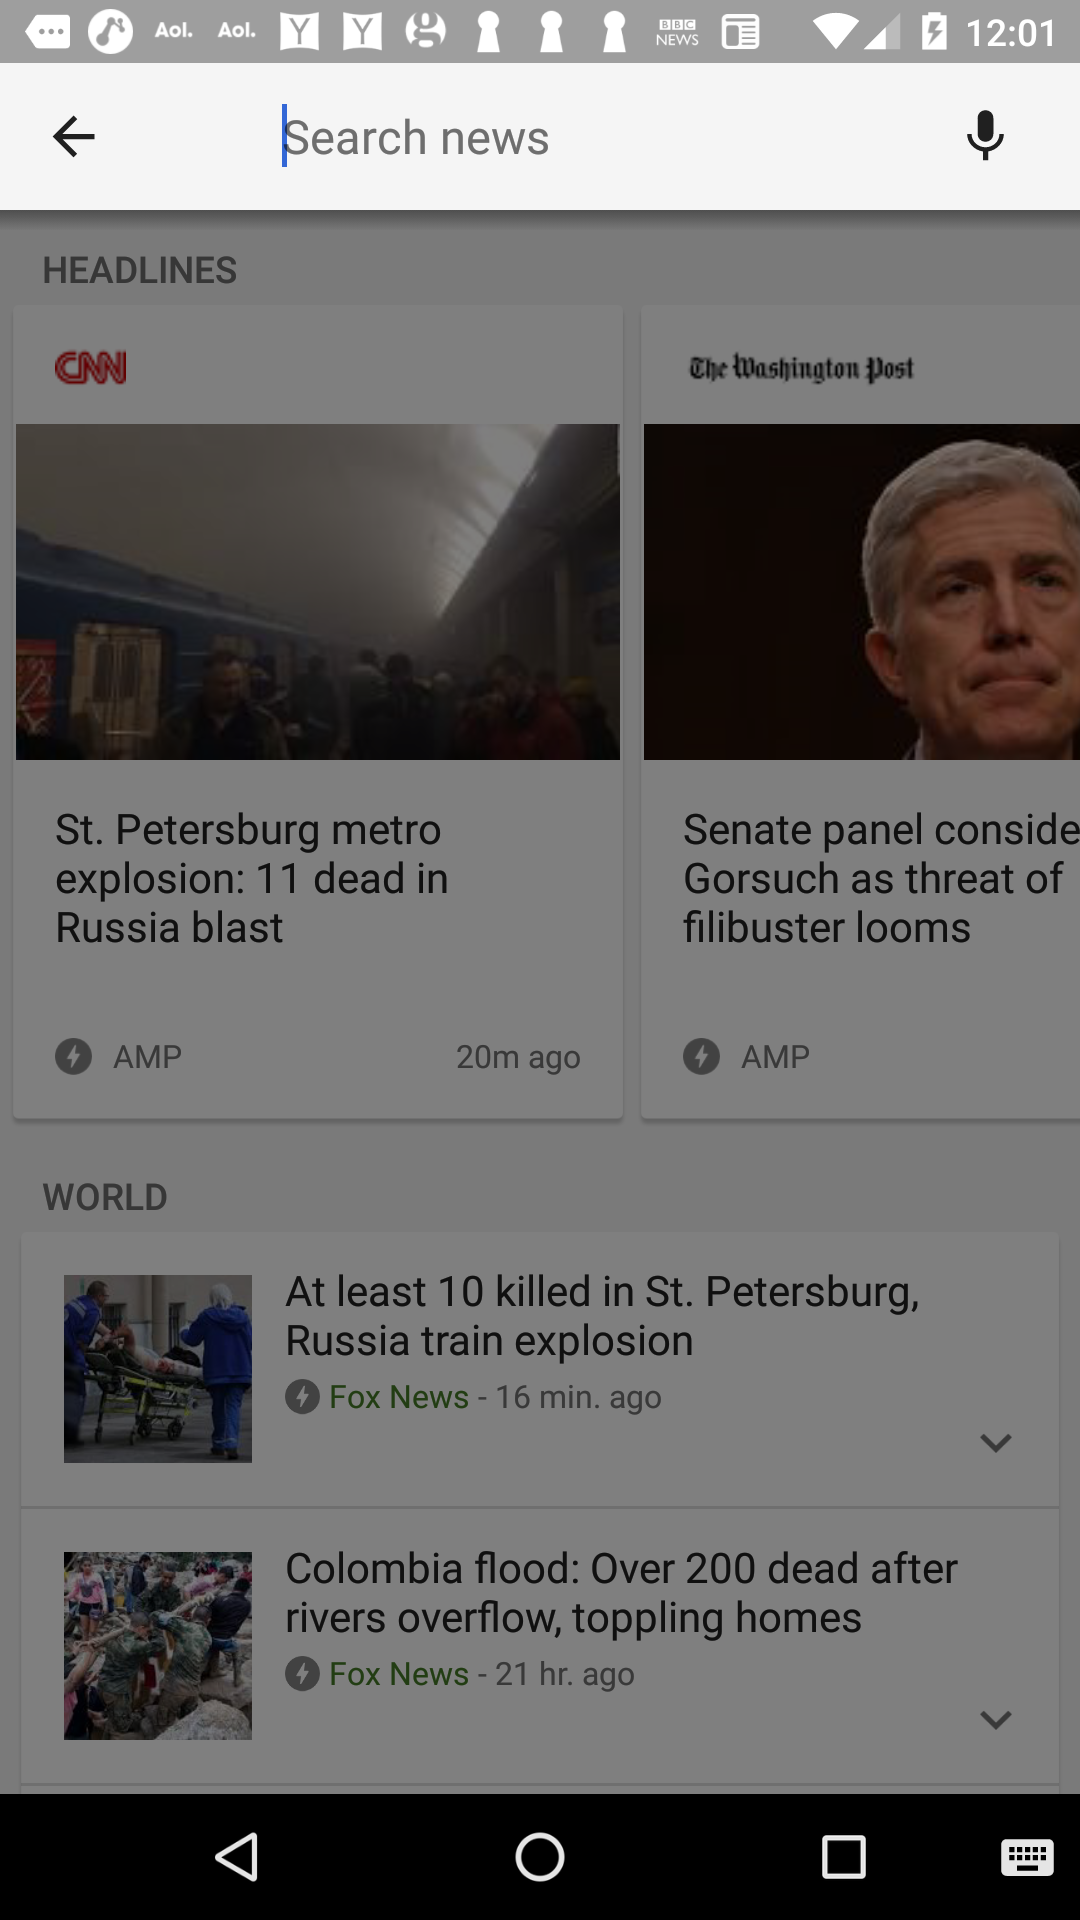 Aol. Aol. Y Y BBC NEWS 12:01
Search news
HEADLINES
CNN
The Washington Post
St. Petersburg metro
explosion: 11 dead in
Russia blast
AMP 20m ago
Senate panel conside
Gorsuch as threat of
filibuster looms
AMP
WORLD
At least 10 killed in St. Petersburg,
Russia train explosion
Fox News - 16 min. ago
Colombia flood: Over 200 dead after
rivers overflow, toppling homes
Fox News - 21 hr. ago